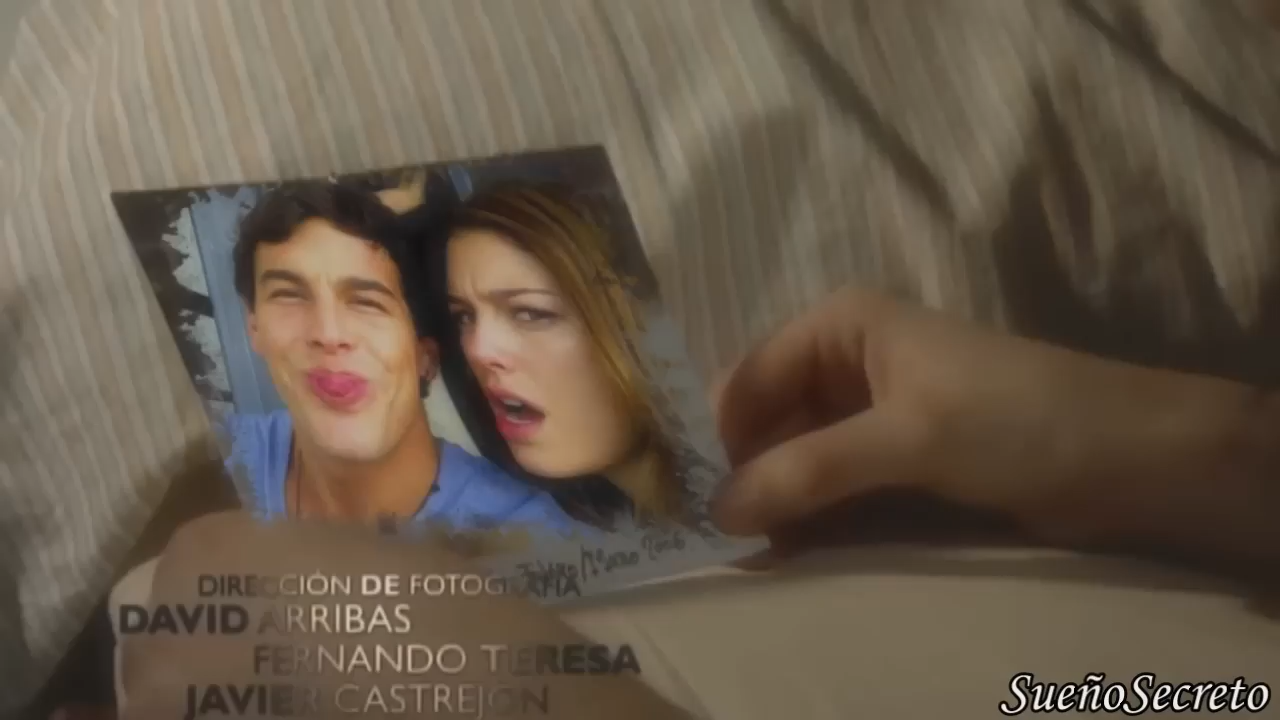 DIRECCIÓN DE FOTOGRAFÍA
DAVID ARRIBAS
FERNANDO TERESA
JAVIER CASTREJÓN
SueñoSecreto